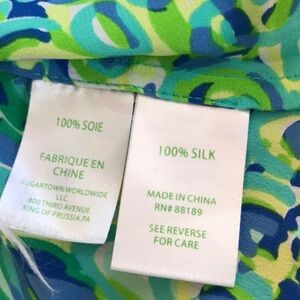 100% SOIE
FABRIQUE EN
CHINE
SUGARTOWN WORLDWIDE
LLC
800 THIRD AVENUE
KING OF PRUSSIA,PA
100% SILK
MADE IN CHINA
RN# 88189
SEE REVERSE
FOR CARE